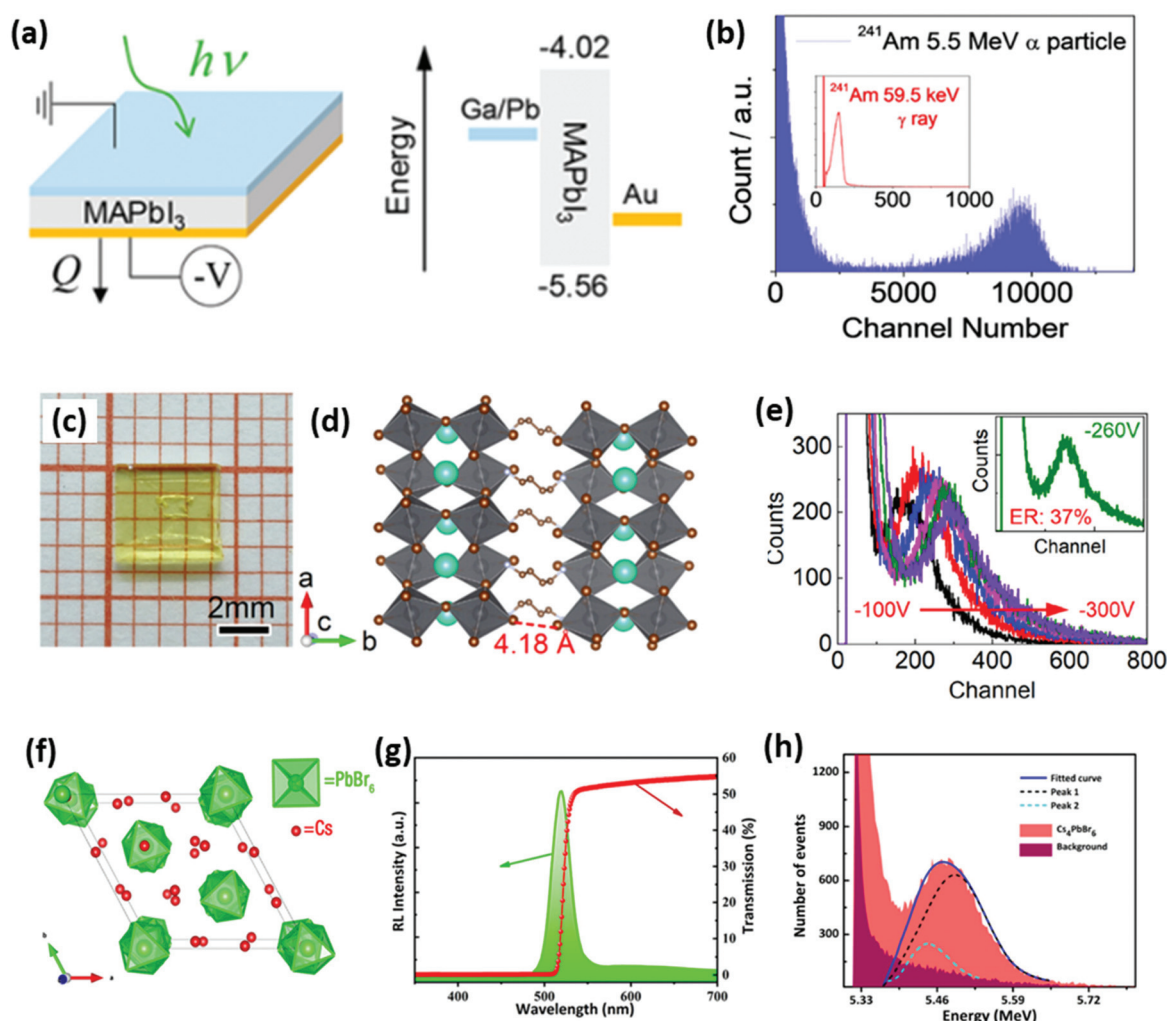 (a)
hν
MAPbI3
Q
-V
Energy
-4.02
Ga/Pb
MAPbI3
Au
-5.56
(b)
241Am 5.5 MeV α particle
241Am 59.5 keV
γ ray
0 500 1000
Count / a.u.
0 5000 10000
Channel Number
(c)
2mm
a
c
b
(d)
4.18 Å
(e)
Counts
300
250
200
150
100
50
0
-260V
Counts
ER: 37%
Channel
-100V
-300V
200 400 600 800
Channel
(f)
=PbBr6
=Cs
b
a
(g)
RL Intensity (a.u.)
60
50
40
30
20
10
0
Transmission (%)
400 500 600 700
Wavelength (nm)
(h)
Number of events
1200
900
600
300
Fitted curve
Peak 1
Peak 2
Cs4PbBr6
Background
5.33 5.46 5.59 5.72
Energy (MeV)